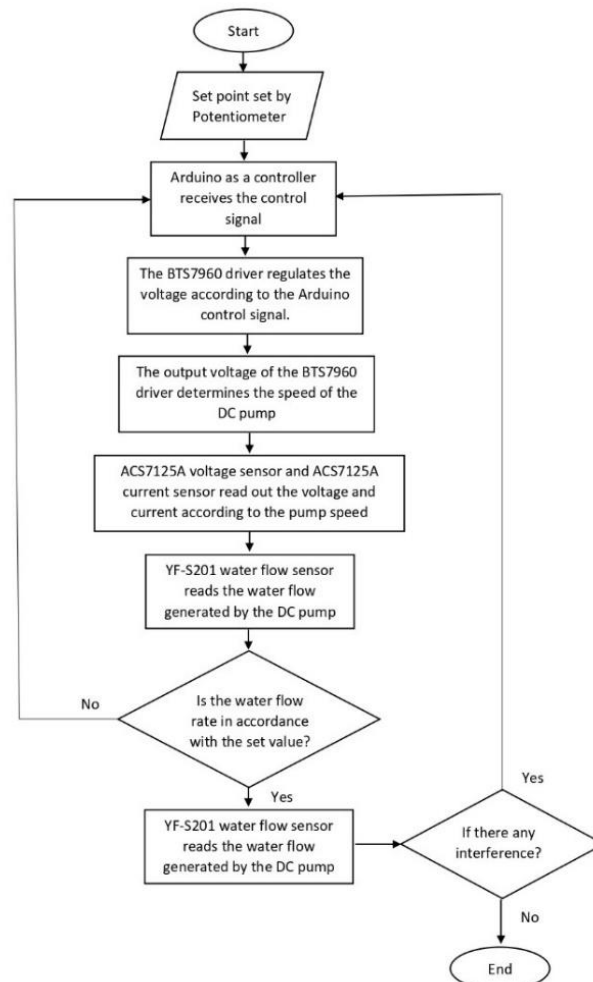 Start
Set point set by
Potentiometer
Arduino as a controller
receives the control
signal
The BTS7960 driver regulates the
voltage according to the Arduino
control signal.
The output voltage of the BTS7960
driver determines the speed of the
DC pump
ACS7125A voltage sensor and ACS7125A
current sensor read out the voltage and
current according to the pump speed
YF-S201 water flow sensor
reads the water flow
generated by the DC pump
No
Is the water flow
rate in accordance
with the set value?
Yes
YF-S201 water flow sensor
reads the water flow
generated by the DC pump
Yes
If there any
interference?
No
End